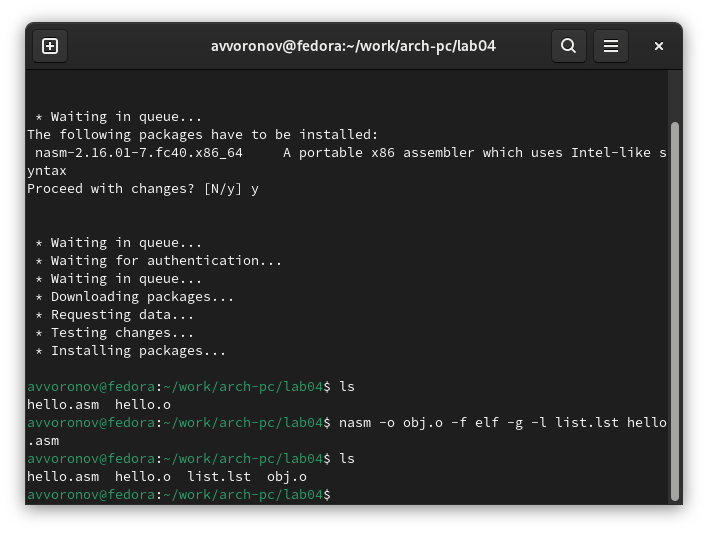 avvoronov@fedora:~/work/arch-pc/lab04
* Waiting in queue...
The following packages have to be installed:
nasm-2.16.01-7.fc40.x86_64     A portable x86 assembler which uses Intel-like s
yntax
Proceed with changes? [N/y] y
* Waiting in queue...
* Waiting for authentication...
* Waiting in queue...
* Downloading packages...
* Requesting data...
* Testing changes...
* Installing packages...
avvoronov@fedora:~/work/arch-pc/lab04$ ls
hello.asm  hello.o
avvoronov@fedora:~/work/arch-pc/lab04$ nasm -o obj.o -f elf -g -l list.lst hello
.asm
avvoronov@fedora:~/work/arch-pc/lab04$ ls
hello.asm  hello.o  list.lst  obj.o
avvoronov@fedora:~/work/arch-pc/lab04$